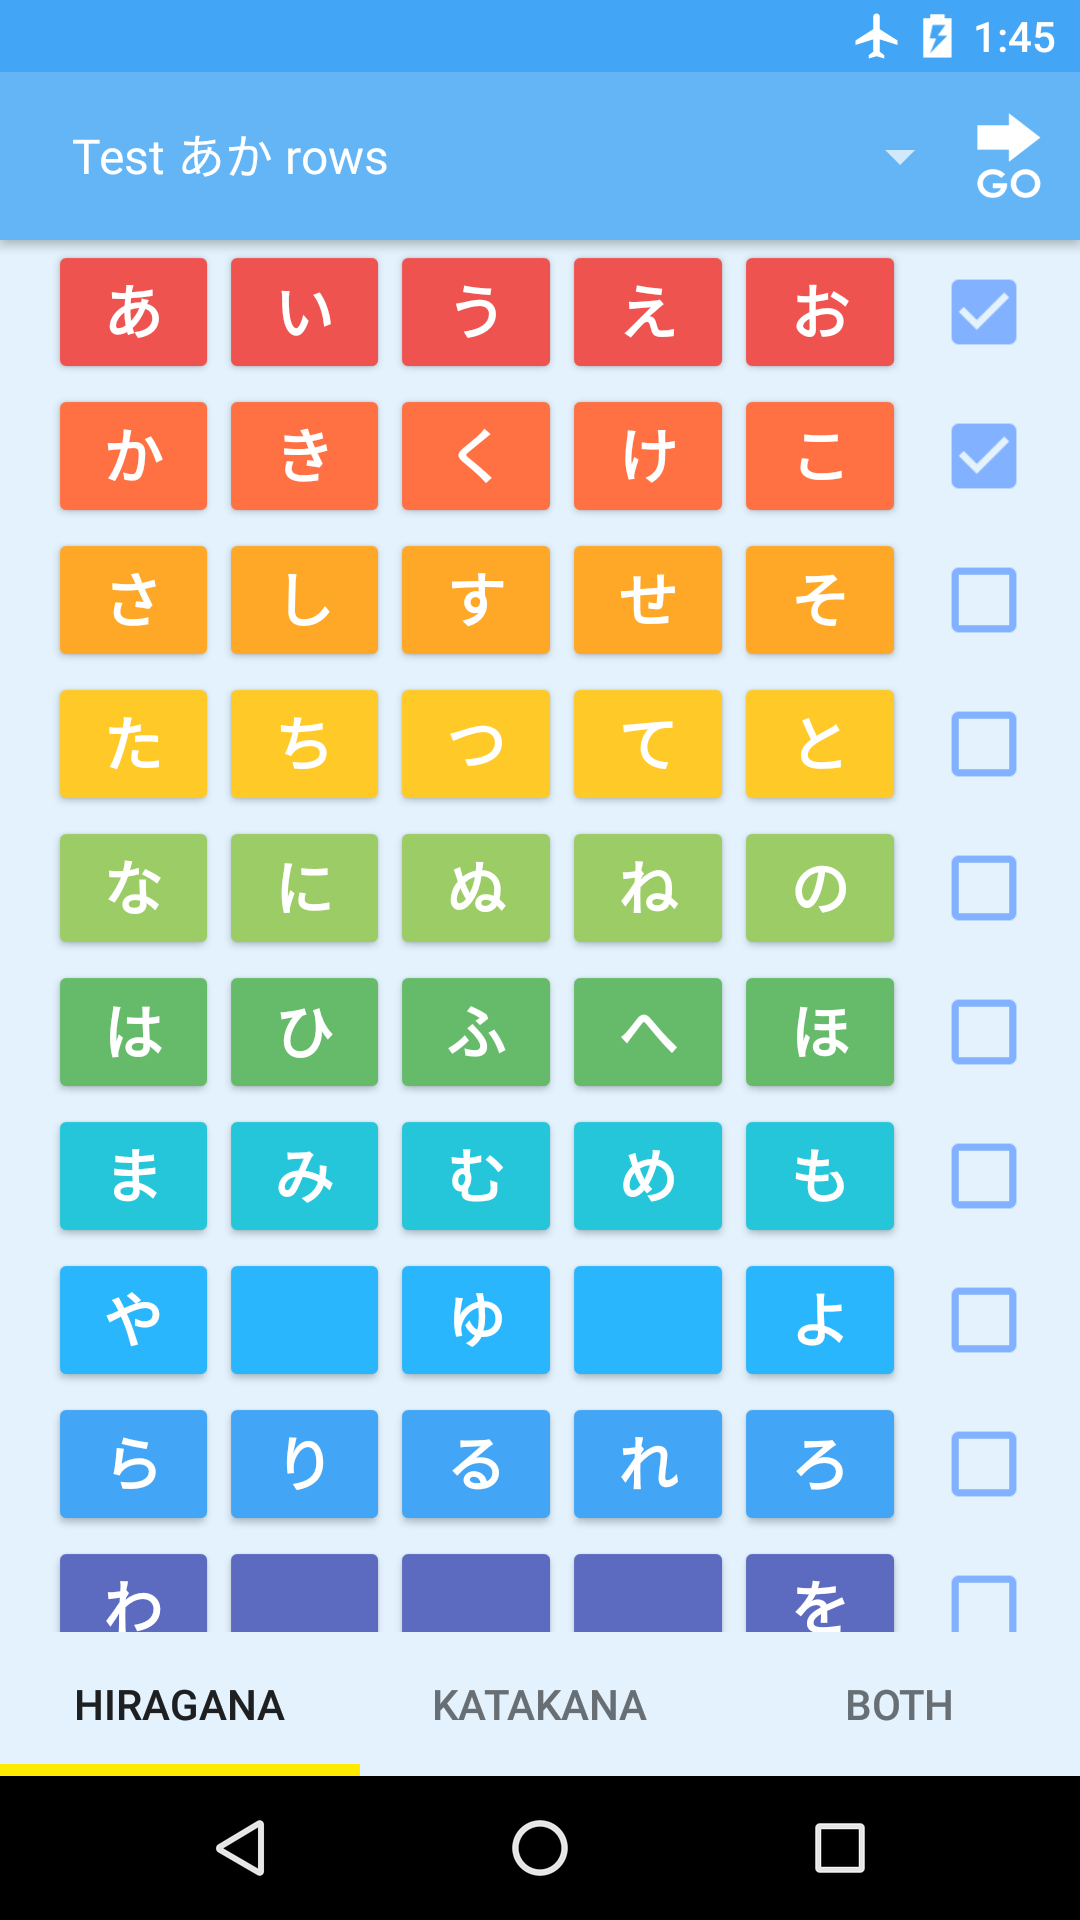 1:45
Test あか rows
GO
あ い う え お
か き く け こ
さ し す せ そ
た ち つ て と
な に ぬ ね の
は ひ ふ へ ほ
ま み む め も
や ゆ よ
ら り る れ ろ
わ を
HIRAGANA KATAKANA BOTH